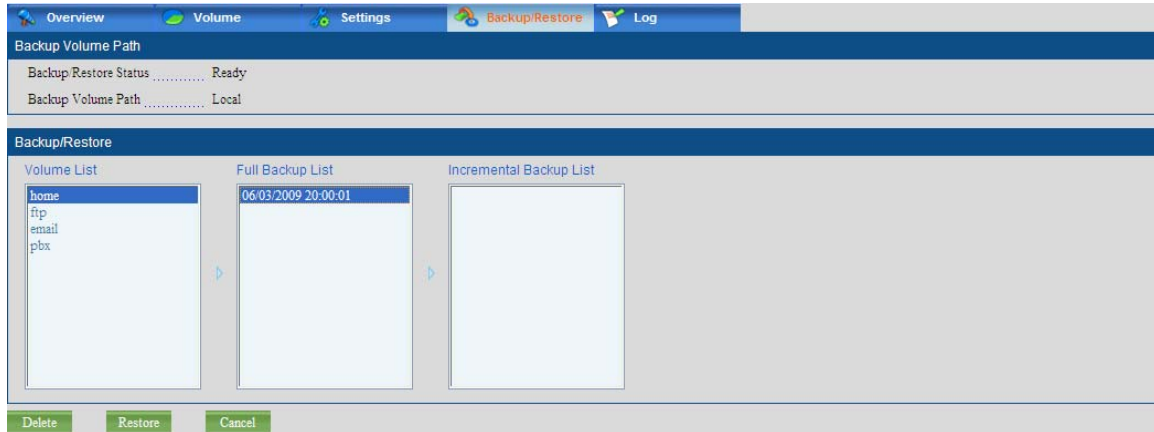 Overview Volume Settings Backup/Restore Log
Backup Volume Path
Backup/Restore Status ............ Ready
Backup Volume Path ............. Local
Backup/Restore
Volume List Full Backup List Incremental Backup List
home 06/03/2009 20:00:01
ftp
email
pbx
Delete Restore Cancel